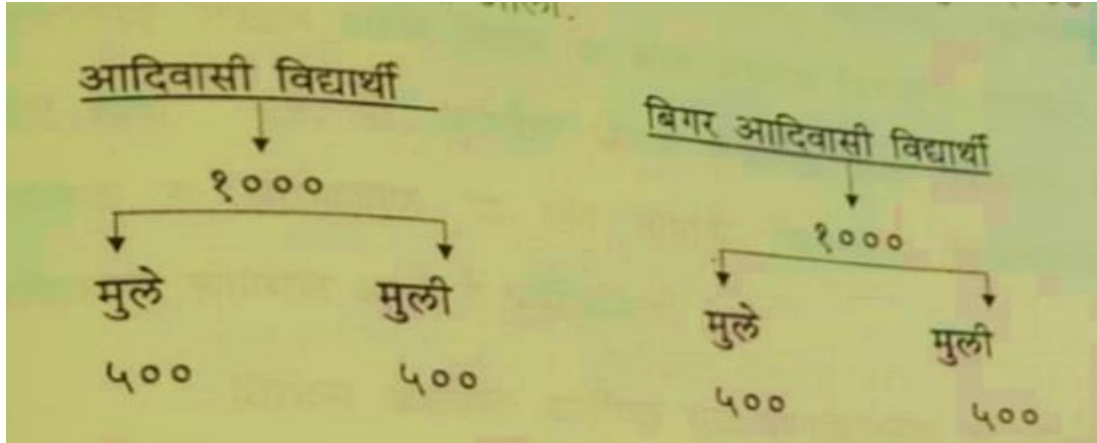 आदिवासी विद्यार्थी
१०००
मुले मुली
५०० ५००
बिगर आदिवासी विद्यार्थी
१०००
मुले मुली
५०० ५००